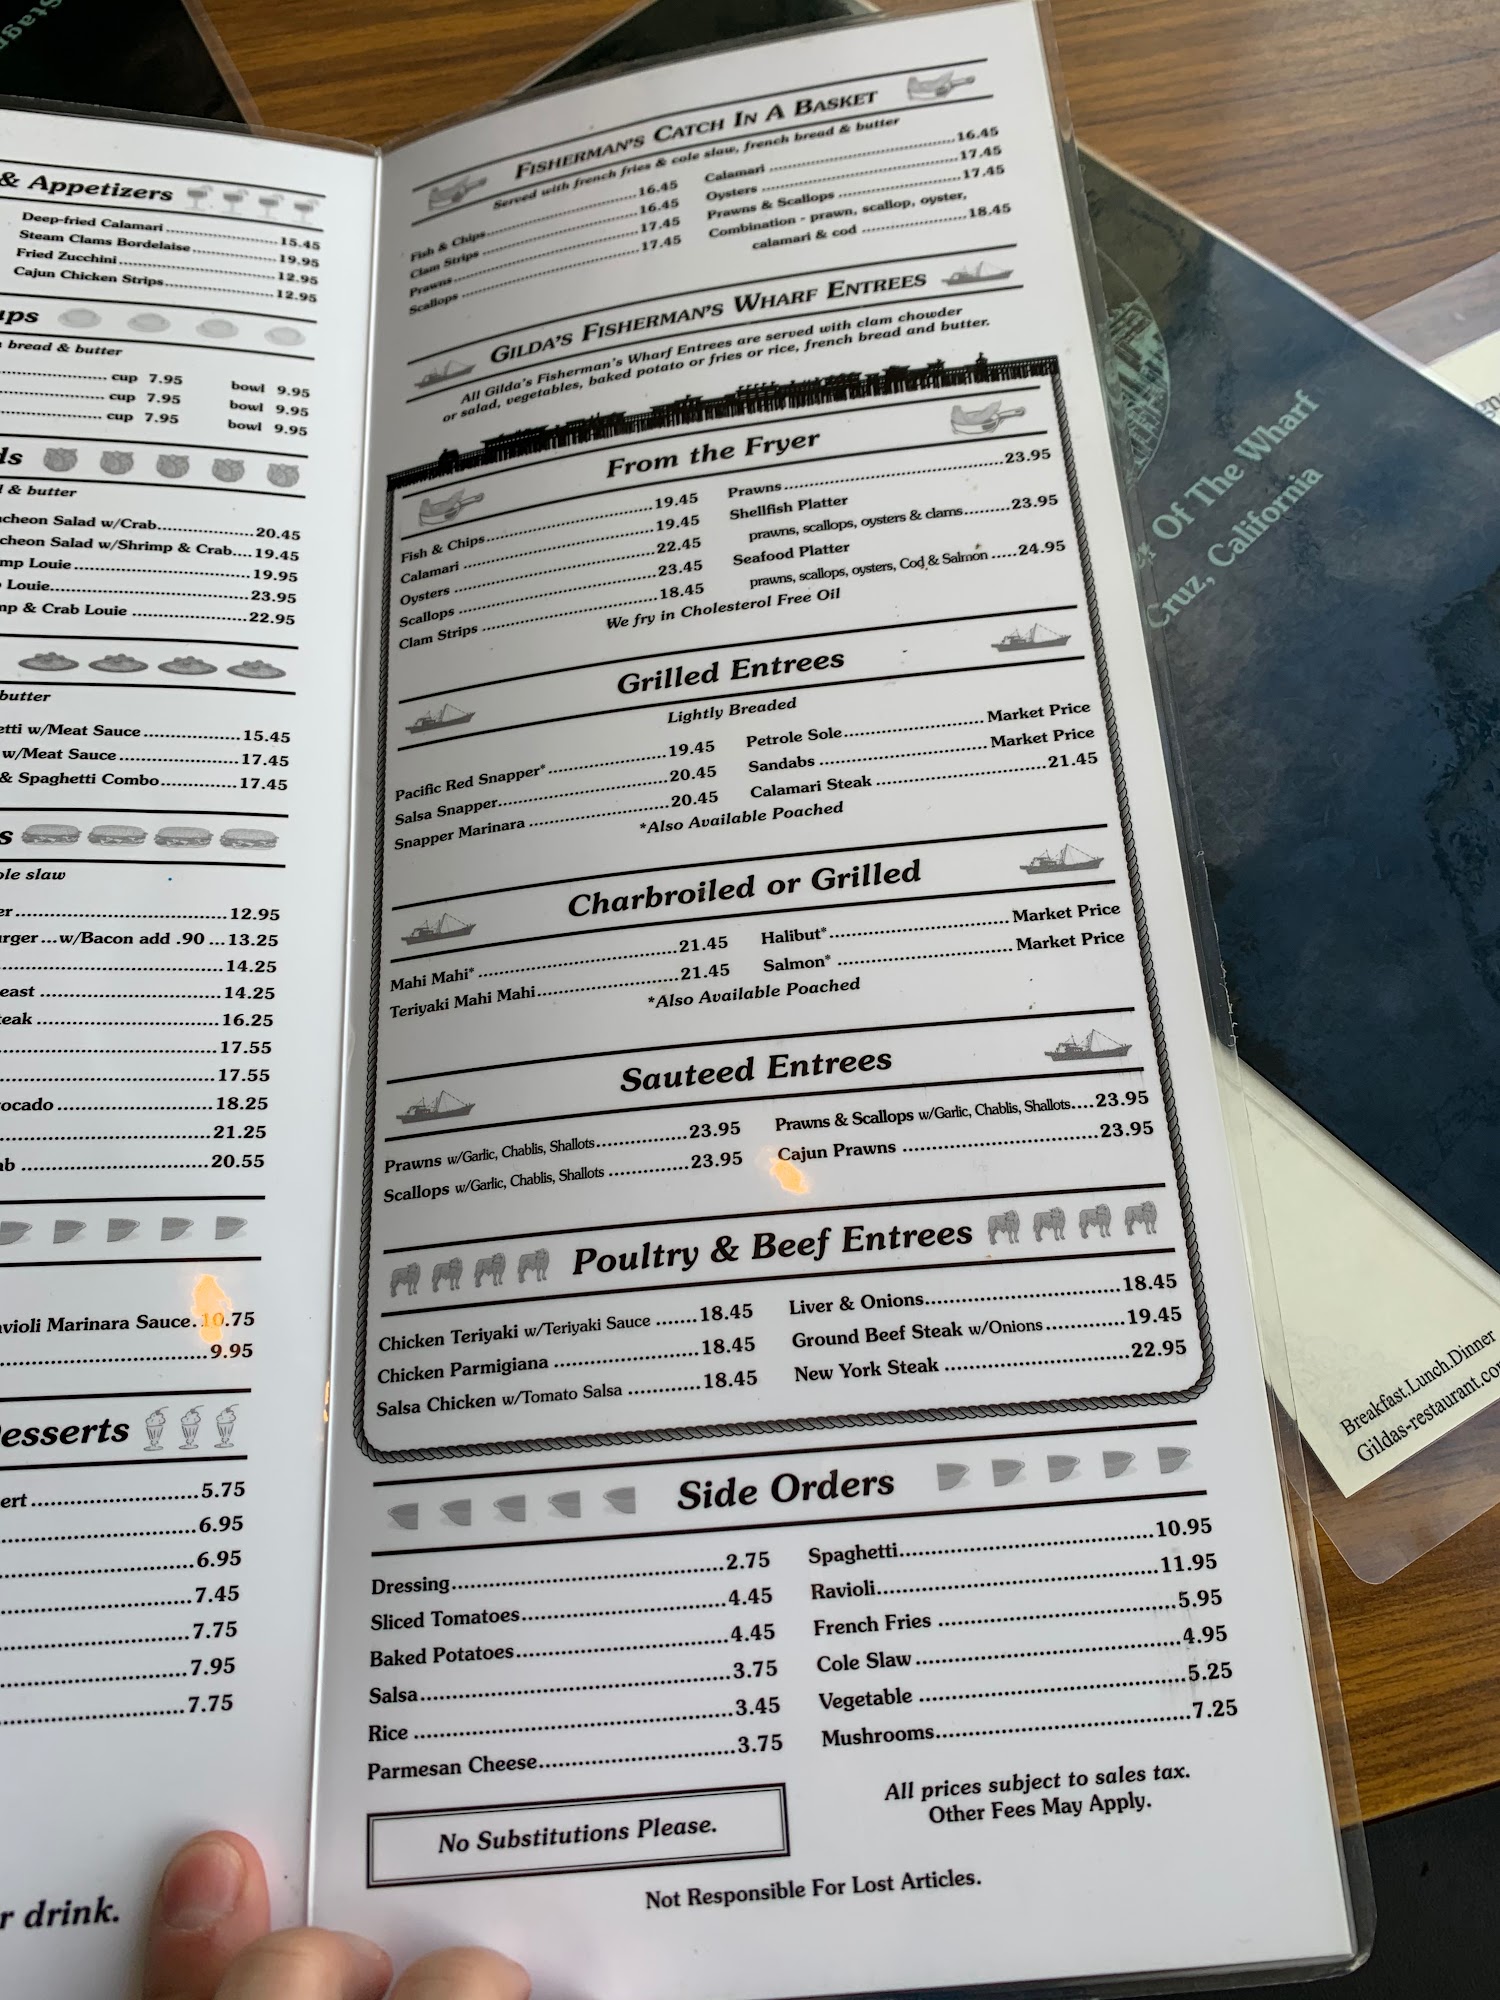 & Appetizers
Deep-fried Calamari 15.45
Steam Clams Bordelaise 19.95
Fried Zucchini 12.95
Cajun Chicken Strips 12.95
bread & butter
cup 7.95 bowl 9.95
cup 7.95 bowl 9.95
cup 7.95 bowl 9.95
& butter
Salad w/Crab 20.45
Salad w/Shrimp & Crab 19.45
Louie 19.95
Louie 23.95
& Crab Louie 22.95
butter
w/Meat Sauce 15.45
w/Meat Sauce 17.45
& Spaghetti Combo 17.45
slaw
12.95
w/Bacon add .90 13.25
14.25
14.25
16.25
17.55
17.55
18.25
21.25
20.55
Marinara Sauce 10.75
9.95
5.75
6.95
6.95
7.45
7.75
7.95
7.75
drink.
FISHERMAN'S CATCH IN A BASKET
Served with french fries & cole slaw, french bread & butter
Fish & Chips 16.45
Clam Strips 16.45
Prawns 17.45
Scallops 17.45
Calamari 16.45
Oysters 17.45
Prawns & Scallops 17.45
Combination - prawn, scallop, oyster,
calamari & cod 18.45
GILDA'S FISHERMAN'S WHARF ENTREES
All Gilda's Fisherman's Wharf Entrees are served with clam chowder
or salad, vegetables, baked potato or fries or rice, french bread and butter.
From the Fryer
Fish & Chips 19.45
Calamari 19.45
Oysters 22.45
Scallops 23.45
Clam Strips 18.45
Prawns 23.95
Shellfish Platter
prawns, scallops, oysters & clams 23.95
Seafood Platter
prawns, scallops, oysters, Cod & Salmon 24.95
We fry in Cholesterol Free Oil
Grilled Entrees
Lightly Breaded
Pacific Red Snapper* 19.45
Salsa Snapper 20.45
Snapper Marinara 20.45
Petrole Sole Market Price
Sandabs Market Price
Calamari Steak 21.45
*Also Available Poached
Charbroiled or Grilled
Mahi Mahi* 21.45
Teriyaki Mahi Mahi 21.45
Halibut* Market Price
Salmon* Market Price
*Also Available Poached
Sauteed Entrees
Prawns w/Garlic, Chablis, Shallots 23.95
Scallops w/Garlic, Chablis, Shallots 23.95
Prawns & Scallops w/Garlic, Chablis, Shallots 23.95
Cajun Prawns 23.95
Poultry & Beef Entrees
Chicken Teriyaki w/Teriyaki Sauce 18.45
Chicken Parmigiana 18.45
Salsa Chicken w/Tomato Salsa 18.45
Liver & Onions 18.45
Ground Beef Steak w/Onions 19.45
New York Steak 22.95
Side Orders
Dressing 2.75
Sliced Tomatoes 4.45
Baked Potatoes 4.45
Salsa 3.75
Rice 3.45
Parmesan Cheese 3.75
Spaghetti 10.95
Ravioli 11.95
French Fries 5.95
Cole Slaw 4.95
Vegetable 5.25
Mushrooms 7.25
No Substitutions Please.
All prices subject to sales tax.
Other Fees May Apply.
Not Responsible For Lost Articles.
Of The Wharf
Cruz, California
Breakfast.Lunch.Dinner
Gildas-restaurant.co